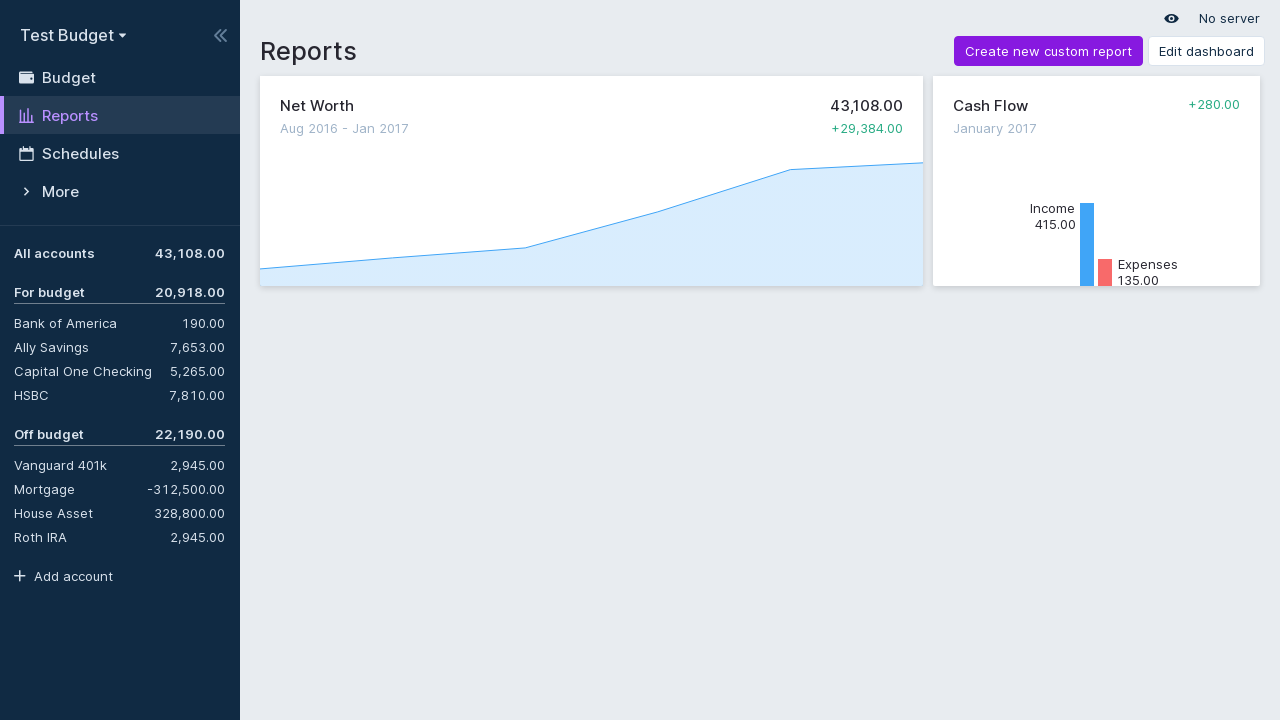 Test Budget
Budget
Reports
Schedules
More
All accounts 43,108.00
For budget 20,918.00
Bank of America 190.00
Ally Savings 7,653.00
Capital One Checking 5,265.00
HSBC 7,810.00
Off budget 22,190.00
Vanguard 401k 2,945.00
Mortgage -312,500.00
House Asset 328,800.00
Roth IRA 2,945.00
Add account
No server
Reports
Create new custom report
Edit dashboard
Net Worth 43,108.00
Aug 2016 - Jan 2017 +29,384.00
Cash Flow +280.00
January 2017
Income
415.00
Expenses
135.00